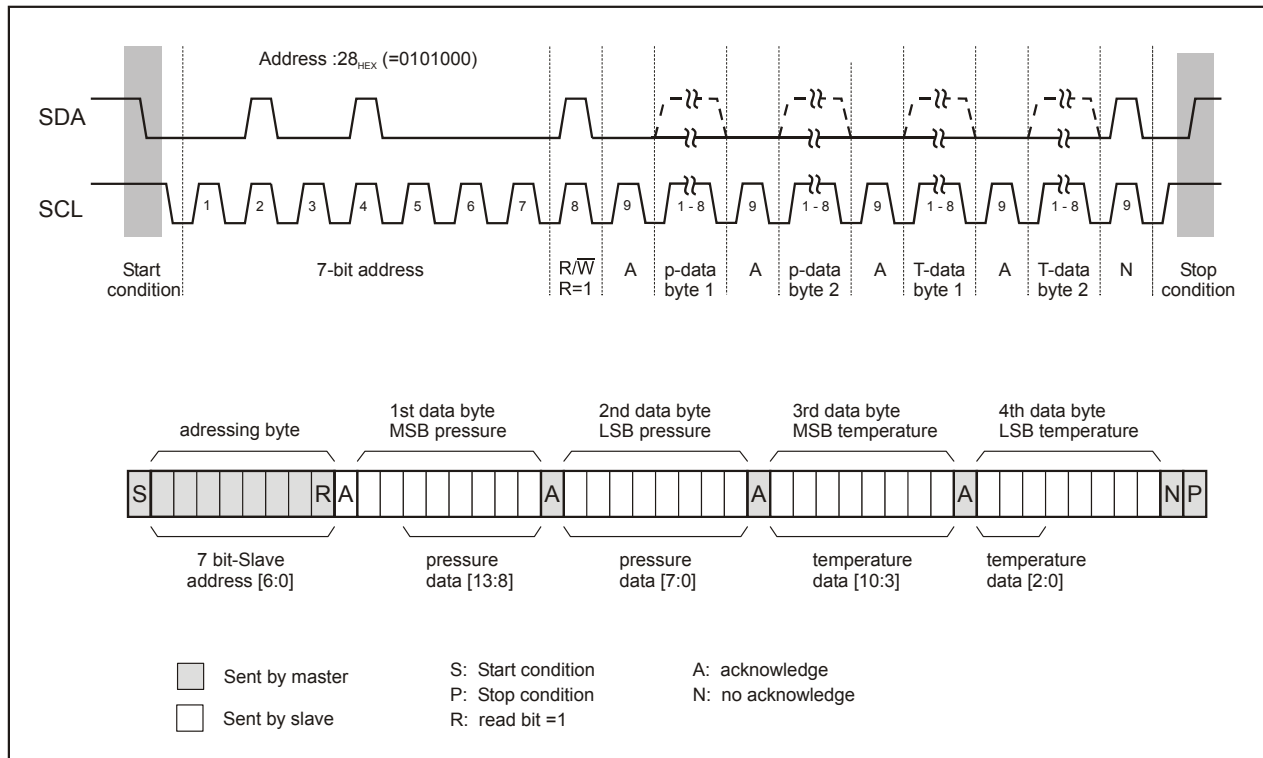 Address :28HEX (=0101000)
SDA
SCL
1 2 3 4 5 6 7 8 9 1 - 8 9 1 - 8 9 1 - 8 9 1 - 8 9
Start
condition
7-bit address
R/W̅
R=1
A
p-data
byte 1
A
p-data
byte 2
A
T-data
byte 1
A
T-data
byte 2
N
Stop
condition
adressing byte
1st data byte
MSB pressure
2nd data byte
LSB pressure
3rd data byte
MSB temperature
4th data byte
LSB temperature
S R A A A A N P
7 bit-Slave
address [6:0]
pressure
data [13:8]
pressure
data [7:0]
temperature
data [10:3]
temperature
data [2:0]
Sent by master
Sent by slave
S: Start condition
P: Stop condition
R: read bit =1
A: acknowledge
N: no acknowledge